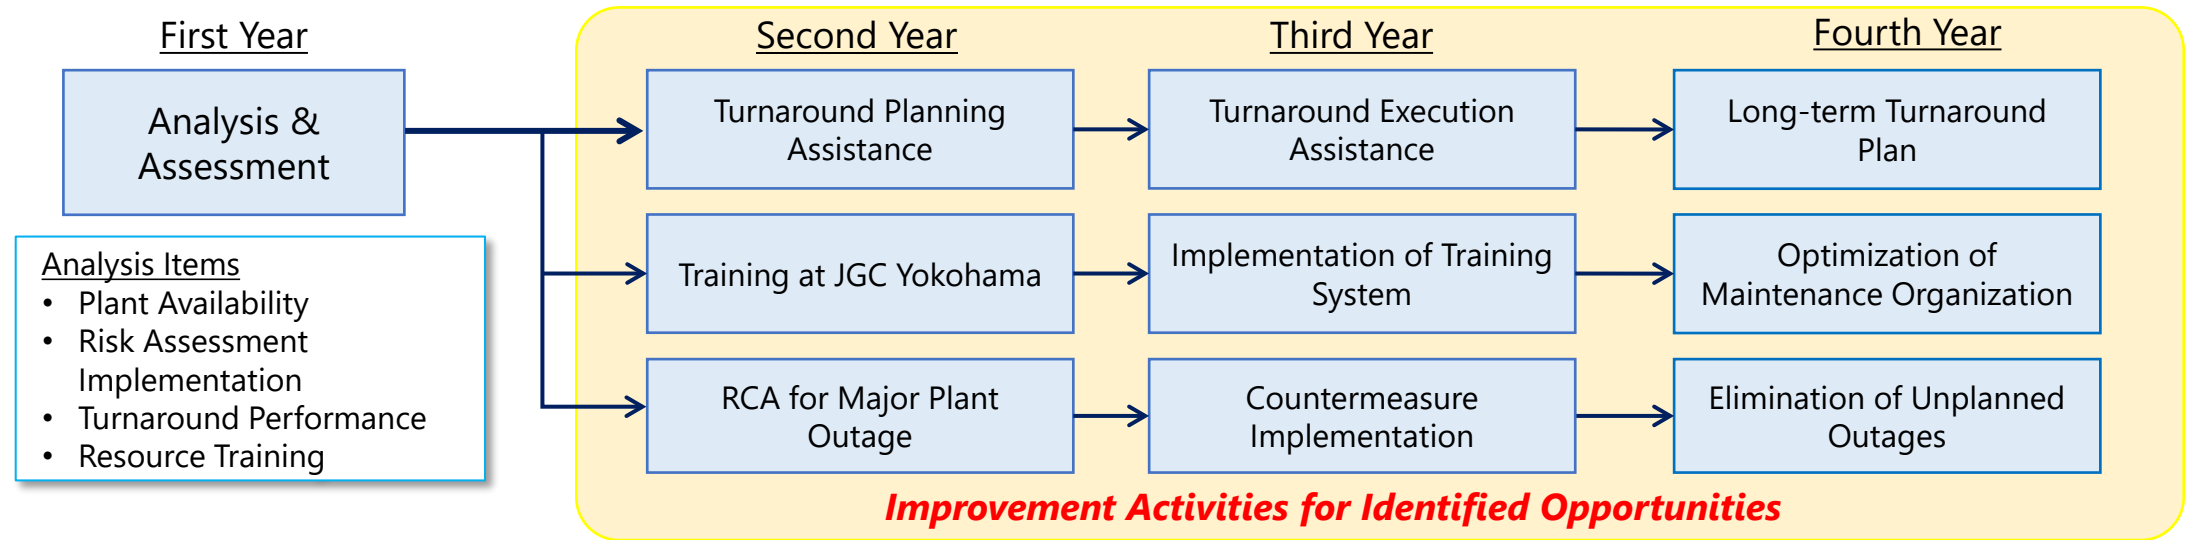 First Year
Analysis &
Assessment
Analysis Items
• Plant Availability
• Risk Assessment
Implementation
• Turnaround Performance
• Resource Training
Second Year
Third Year
Fourth Year
Turnaround Planning
Assistance
Turnaround Execution
Assistance
Long-term Turnaround
Plan
Training at JGC Yokohama
Implementation of Training
System
Optimization of
Maintenance Organization
RCA for Major Plant
Outage
Countermeasure
Implementation
Elimination of Unplanned
Outages
Improvement Activities for Identified Opportunities